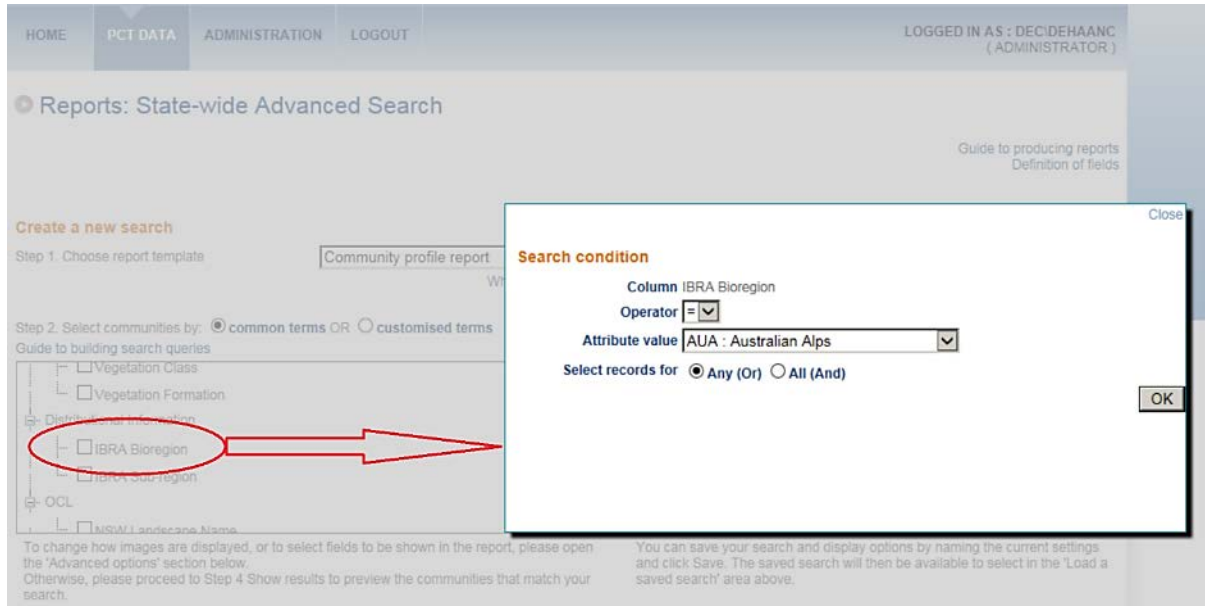 HOME PCT DATA ADMINISTRATION LOGOUT
LOGGED IN AS : DEC\DEHAANC
( ADMINISTRATOR )
Reports: State-wide Advanced Search
Guide to producing reports
Definition of fields
Create a new search
Step 1. Choose report template Community profile report
Wh
Step 2. Select communities by: common terms OR customised terms
Guide to building search queries
Vegetation Class
Vegetation Formation
Distributional Information
IBRA Bioregion
IBRA Sub-region
OCL
NSW Landscape Name
Close
Search condition
Column IBRA Bioregion
Operator =
Attribute value AUA : Australian Alps
Select records for Any (Or) All (And)
OK
To change how images are displayed, or to select fields to be shown in the report, please open
the 'Advanced options' section below.
Otherwise, please proceed to Step 4 Show results to preview the communities that match your
search.
You can save your search and display options by naming the current settings
and click Save. The saved search will then be available to select in the 'Load a
saved search' area above.